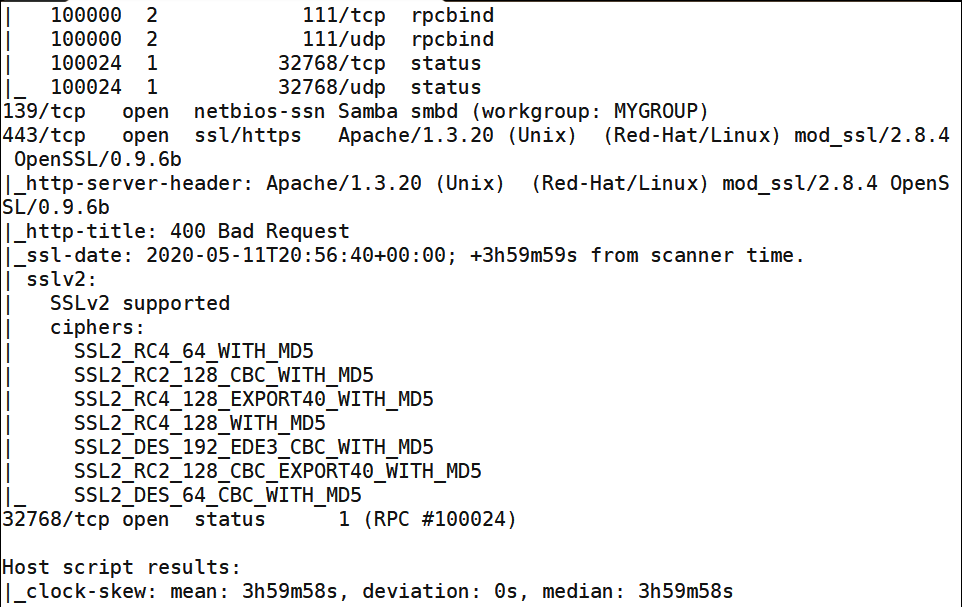 |   100000  2            111/tcp  rpcbind
|   100000  2            111/udp  rpcbind
|   100024  1          32768/tcp  status
|_  100024  1          32768/udp  status
139/tcp   open  netbios-ssn Samba smbd (workgroup: MYGROUP)
443/tcp   open  ssl/https   Apache/1.3.20 (Unix)  (Red-Hat/Linux) mod_ssl/2.8.4
 OpenSSL/0.9.6b
|_http-server-header: Apache/1.3.20 (Unix)  (Red-Hat/Linux) mod_ssl/2.8.4 OpenS
SL/0.9.6b
|_http-title: 400 Bad Request
|_ssl-date: 2020-05-11T20:56:40+00:00; +3h59m59s from scanner time.
| sslv2:
|   SSLv2 supported
|   ciphers:
|     SSL2_RC4_64_WITH_MD5
|     SSL2_RC2_128_CBC_WITH_MD5
|     SSL2_RC4_128_EXPORT40_WITH_MD5
|     SSL2_RC4_128_WITH_MD5
|     SSL2_DES_192_EDE3_CBC_WITH_MD5
|     SSL2_RC2_128_CBC_EXPORT40_WITH_MD5
|_    SSL2_DES_64_CBC_WITH_MD5
32768/tcp open  status      1 (RPC #100024)
Host script results:
|_clock-skew: mean: 3h59m58s, deviation: 0s, median: 3h59m58s